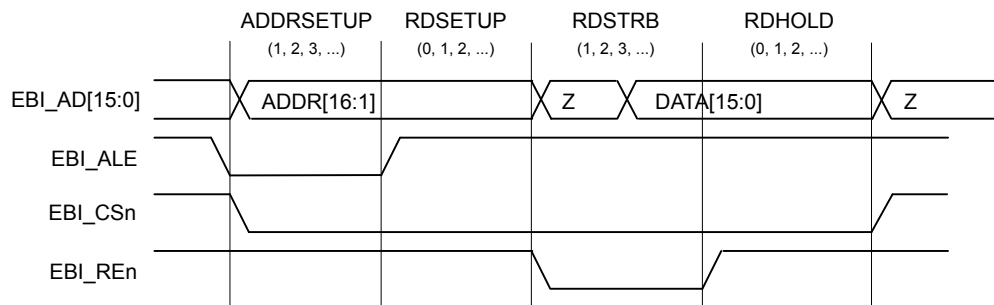 ADDRSETUP RDSETUP RDSTRB RDHOLD
(1, 2, 3, ...) (0, 1, 2, ...) (1, 2, 3, ...) (0, 1, 2, ...)
EBI_AD[15:0] ADDR[16:1] Z DATA[15:0] Z
EBI_ALE
EBI_CSn
EBI_REn